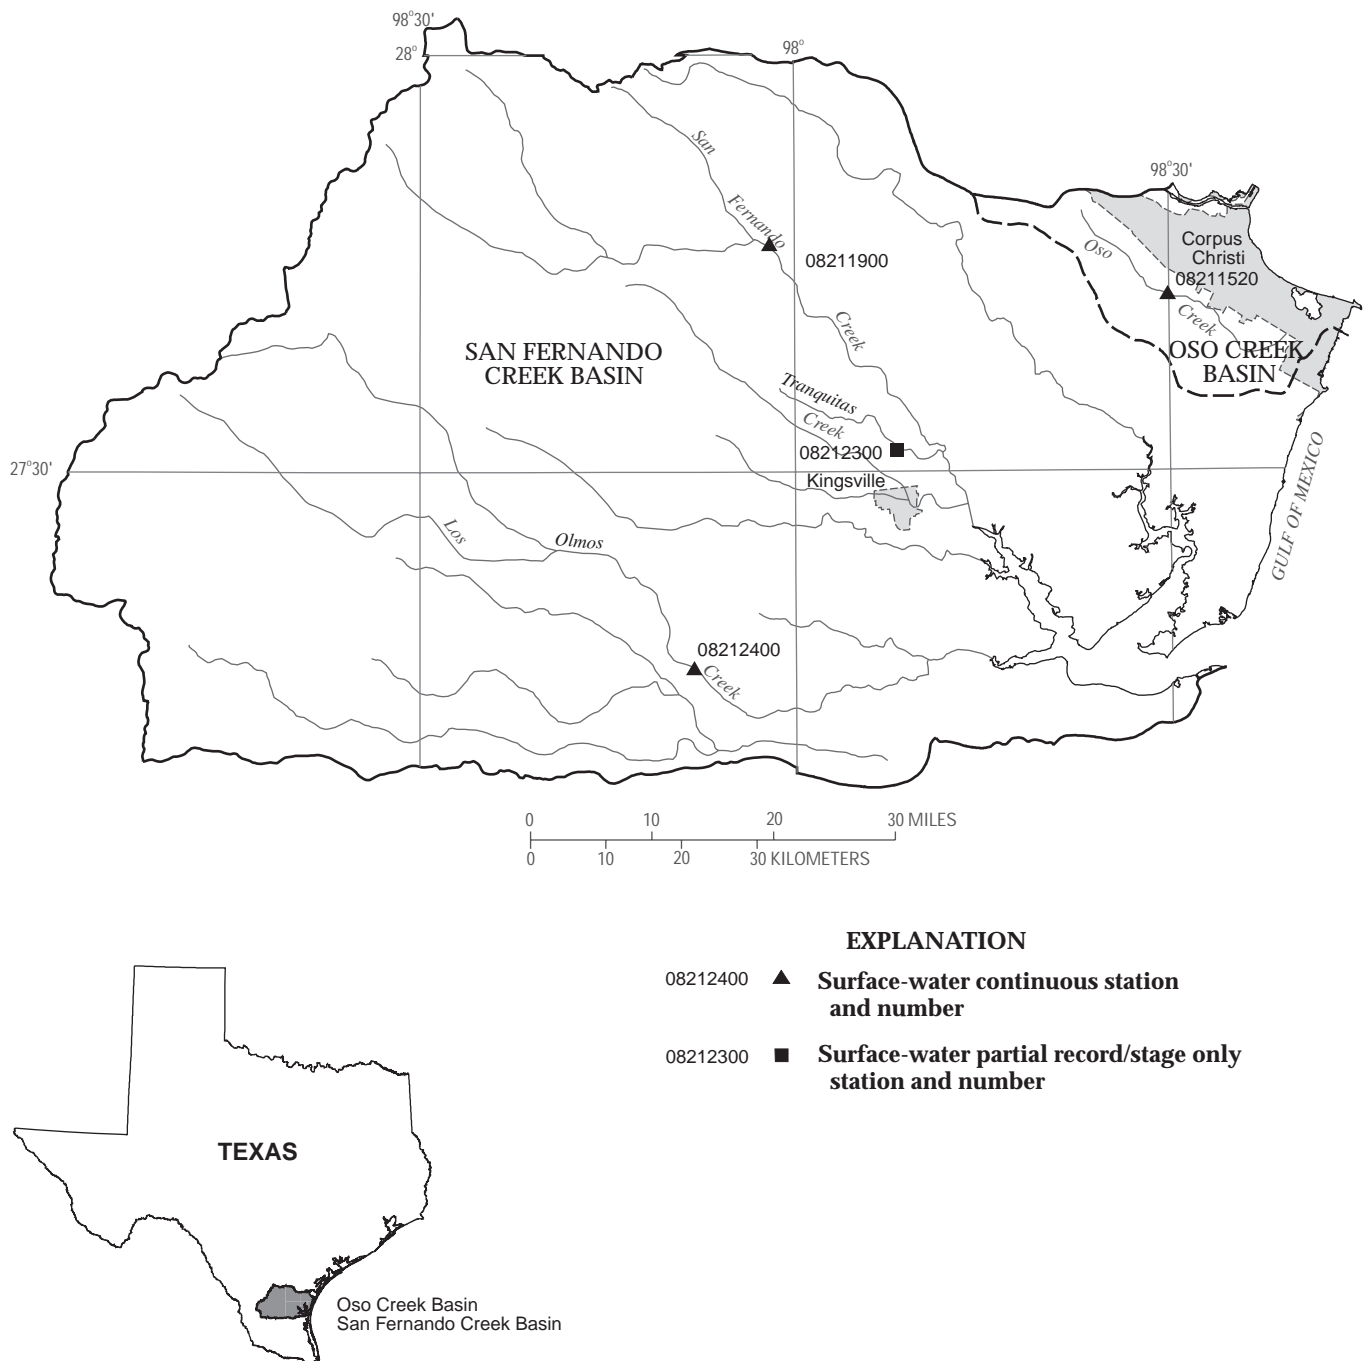 98°30'
28°
98°
98°30'
San
Fernando
Creek
08211900
Oso
Corpus
Christi
08211520
Creek
OSO CREEK
BASIN
SAN FERNANDO
CREEK BASIN
Tranquitas
Creek
08212300
Kingsville
27°30'
GULF OF MEXICO
Los
Olmos
Creek
08212400
0 10 20 30 MILES
0 10 20 30 KILOMETERS
EXPLANATION
08212400 Surface-water continuous station
and number
08212300 Surface-water partial record/stage only
station and number
TEXAS
Oso Creek Basin
San Fernando Creek Basin